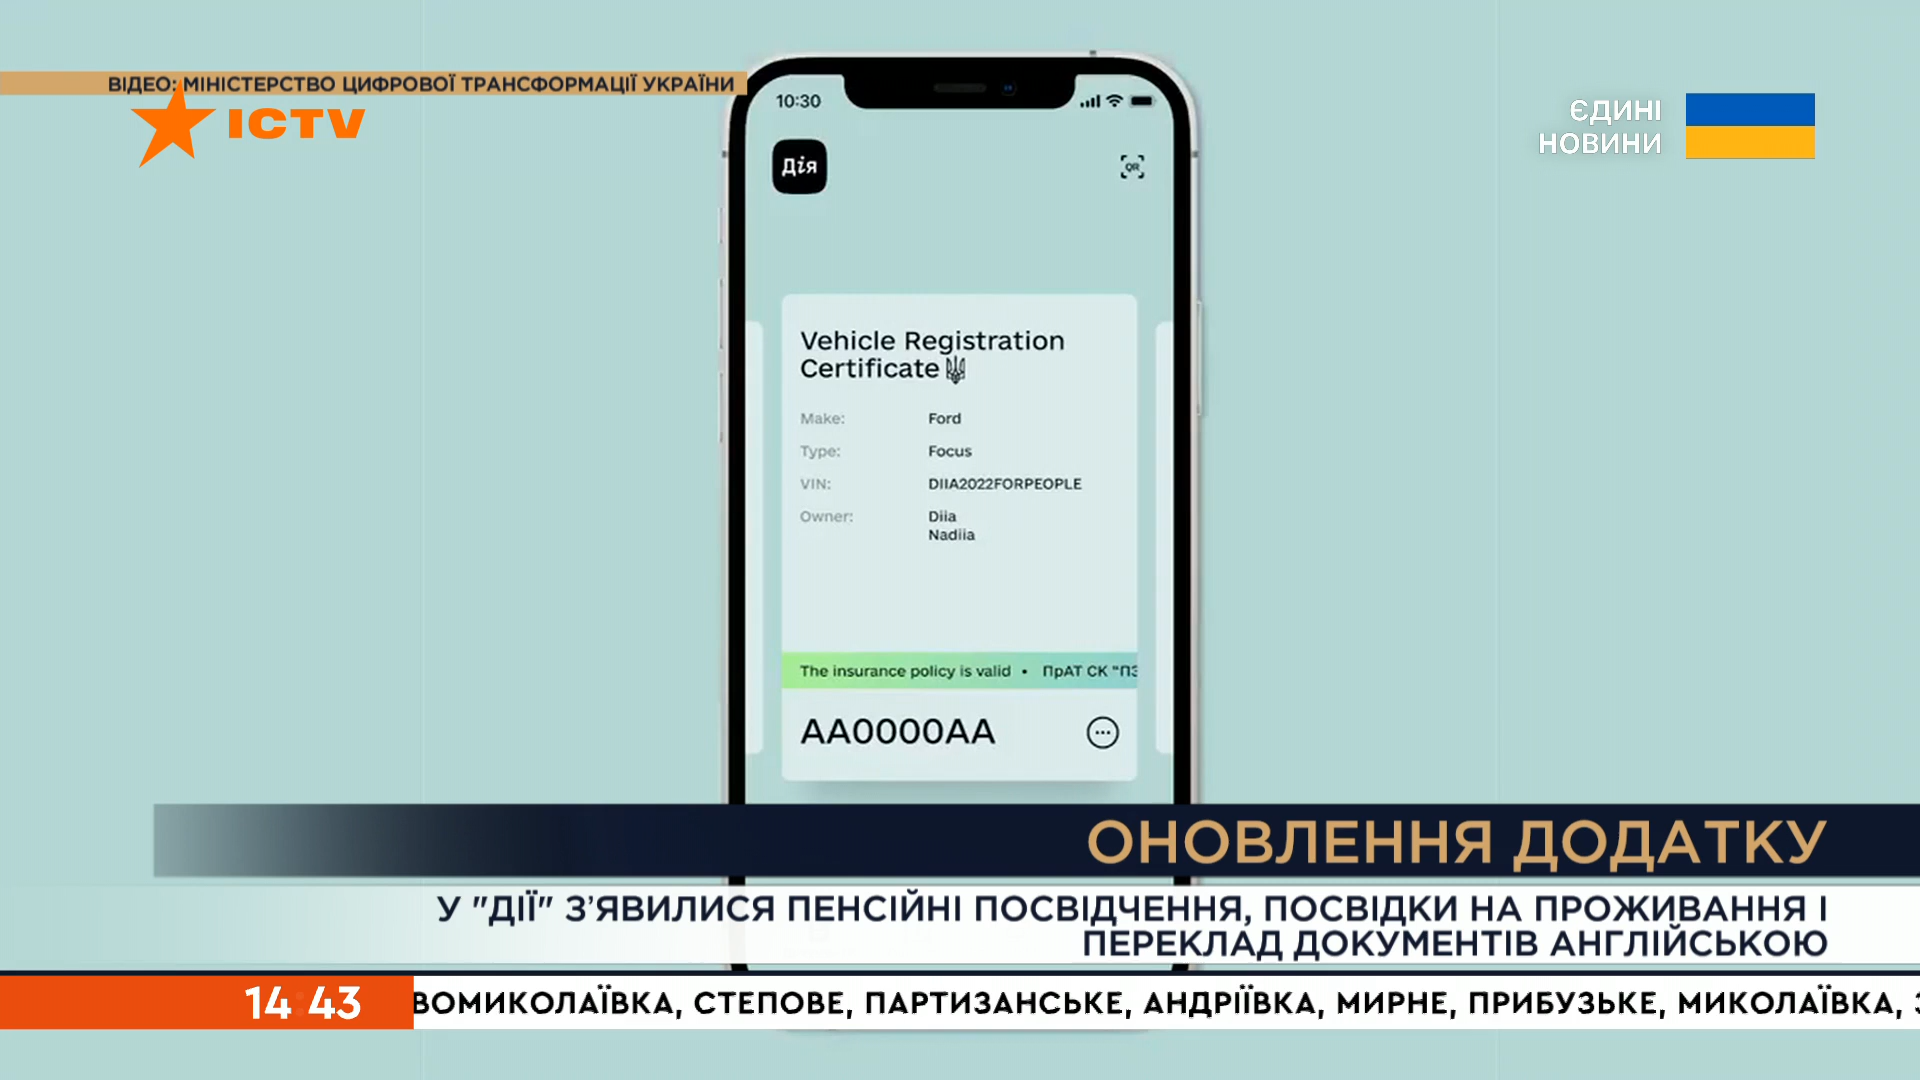 ВІДЕО: МІНІСТЕРСТВО ЦИФРОВОЇ ТРАНСФОРМАЦІЇ УКРАЇНИ
ICTV
ЄДИНІ
НОВИНИ
10:30
Дія
QR
Vehicle Registration
Certificate
Make: Ford
Type: Focus
VIN: DIIA2022FORPEOPLE
Owner: Diia
Nadiia
The insurance policy is valid • ПрАТ СК "ПЗ
AA0000AA
ОНОВЛЕННЯ ДОДАТКУ
У "ДІЇ" З’ЯВИЛИСЯ ПЕНСІЙНІ ПОСВІДЧЕННЯ, ПОСВІДКИ НА ПРОЖИВАННЯ І
ПЕРЕКЛАД ДОКУМЕНТІВ АНГЛІЙСЬКОЮ
14:43
ВОМИКОЛАЇВКА, СТЕПОВЕ, ПАРТИЗАНСЬКЕ, АНДРІЇВКА, МИРНЕ, ПРИБУЗЬКЕ, МИКОЛАЇВКА,